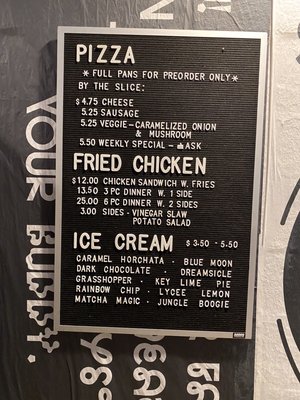 PIZZA
* FULL PANS FOR PREORDER ONLY *
BY THE SLICE:
$4.75 CHEESE
5.25 SAUSAGE
5.25 VEGGIE-CARAMELIZED ONION
& MUSHROOM
5.50 WEEKLY SPECIAL - ASK
FRIED CHICKEN
$12.00 CHICKEN SANDWICH W. FRIES
13.50 3 PC DINNER W. 1 SIDE
25.00 6 PC DINNER W. 2 SIDES
3.00 SIDES - VINEGAR SLAW
POTATO SALAD
ICE CREAM $3.50 - 5.50
CARAMEL HORCHATA · BLUE MOON
DARK CHOCOLATE · DREAMSICLE
GRASSHOPPER · KEY LIME PIE
RAINBOW CHIP · LYCEE LEMON
MATCHA MAGIC · JUNGLE BOOGIE
YOUR